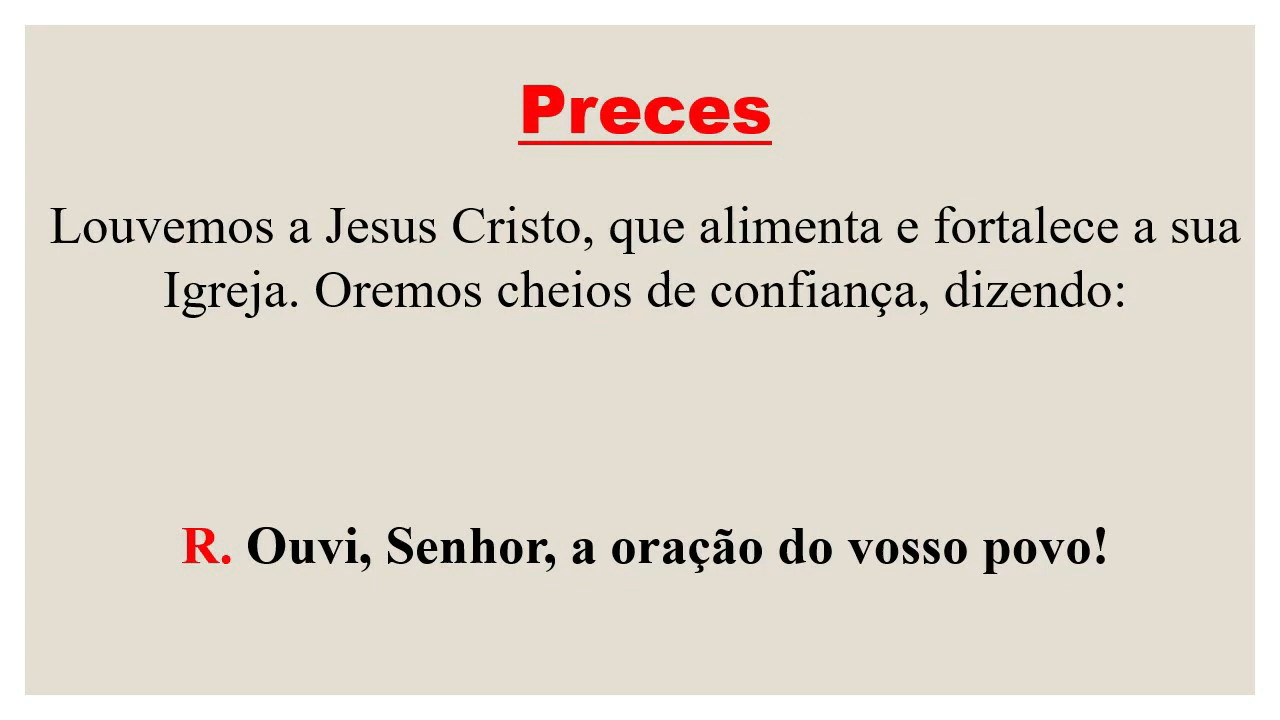 Preces
Louvemos a Jesus Cristo, que alimenta e fortalece a sua
Igreja. Oremos cheios de confiança, dizendo:
R. Ouvi, Senhor, a oração do vosso povo!